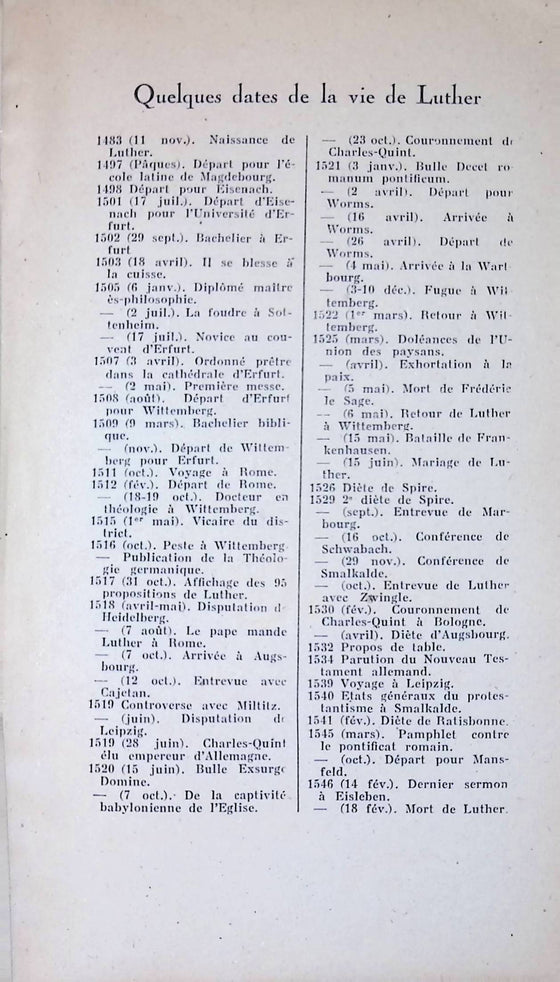 Quelques dates de la vie de Luther
1483 (11 nov.). Naissance de
Luther.
1497 (Pâques). Départ pour l'é-
cole latine de Magdebourg.
1498 Départ pour Eisenach.
1501 (17 juil.). Départ d'Eise-
nach pour l'Université d'Er-
furt.
1502 (29 sept.). Bachelier à Er-
furt
1503 (18 avril). Il se blesse à
la cuisse.
1505 (6 janv.). Diplômé maître
ès-philosophie.
— (2 juil.). La foudre à Sot-
tenheim.
— (17 juil.). Novice au cou-
vent d'Erfurt.
1507 (3 avril). Ordonné prêtre
dans la cathédrale d'Erfurt.
— (2 mai). Première messe.
1508 (août). Départ d'Erfurt
pour Wittemberg.
1509 (9 mars). Bachelier bibli-
que.
— (nov.). Départ de Wittem-
berg pour Erfurt.
1511 (oct.). Voyage à Rome.
1512 (fév.). Départ de Rome.
— (18-19 oct.). Docteur en
théologie à Wittemberg.
1515 (1er mai). Vicaire du dis-
trict.
1516 (oct.). Peste à Wittemberg
— Publication de la Théolo-
gie germanique.
1517 (31 oct.). Affichage des 95
propositions de Luther.
1518 (avril-mai). Disputation d
Heidelberg.
— (7 août). Le pape mande
Luther à Rome.
— (7 oct.). Arrivée à Augs-
bourg.
— (12 oct.). Entrevue avec
Cajetan.
1519 Controverse avec Miltitz.
— (juin). Disputation de
Leipzig.
1519 (28 juin). Charles-Quint
élu empereur d'Allemagne.
1520 (15 juin). Bulle Exsurge
Domine.
— (7 oct.). De la captivité
babylonienne de l'Eglise.
— (23 oct.). Couronnement de
Charles-Quint.
1521 (3 janv.). Bulle Decet ro
manum pontificum.
— (2 avril). Départ pour
Worms.
— (16 avril). Arrivée à
Worms.
— (26 avril). Départ de
Worms.
— (4 mai). Arrivée à la Wart
bourg.
— (3-10 déc.). Fugue à Wit
temberg.
1522 (1er mars). Retour à Wit-
temberg.
1525 (mars). Doléances de l'U-
nion des paysans.
— (avril). Exhortation à la
paix.
— (5 mai). Mort de Frédéric
le Sage.
— (6 mai). Retour de Luther
à Wittemberg.
— (15 mai). Bataille de Fran-
kenhausen.
— (15 juin). Mariage de Lu-
ther.
1526 Diète de Spire.
1529 2e diète de Spire.
— (sept.). Entrevue de Mar-
bourg.
— (16 oct.). Conférence de
Schwabach.
— (29 nov.). Conférence de
Smalkalde.
— (oct.). Entrevue de Luther
avec Zwingle.
1530 (fév.). Couronnement de
Charles-Quint à Bologne.
— (avril). Diète d'Augsbourg.
1532 Propos de table.
1534 Parution du Nouveau Tes-
tament allemand.
1539 Voyage à Leipzig.
1540 Etats généraux du protes-
tantisme à Smalkalde.
1541 (fév.). Diète de Ratisbonne.
1545 (mars). Pamphlet contre
le pontificat romain.
— (oct.). Départ pour Mans-
feld.
1546 (14 fév.). Dernier sermon
à Eisleben.
— (18 fév.). Mort de Luther.